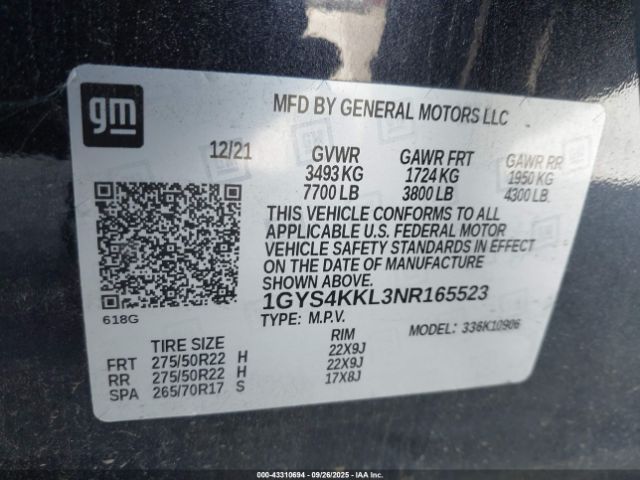 gm
MFD BY GENERAL MOTORS LLC
12/21 GVWR GAWR FRT GAWR RR
3493 KG 1724 KG 1950 KG
7700 LB 3800 LB 4300 LB
THIS VEHICLE CONFORMS TO ALL
APPLICABLE U.S. FEDERAL MOTOR
VEHICLE SAFETY STANDARDS IN EFFECT
ON THE DATE OF MANUFACTURE
SHOWN ABOVE.
1GYS4KKL3NR165523
618G
TYPE: M.P.V. MODEL: 336K10906
TIRE SIZE RIM
FRT 275/50R22 H 22X9J
RR 275/50R22 H 22X9J
SPA 265/70R17 S 17X8J
000-43310694 - 09/26/2025 - IAAI.COM